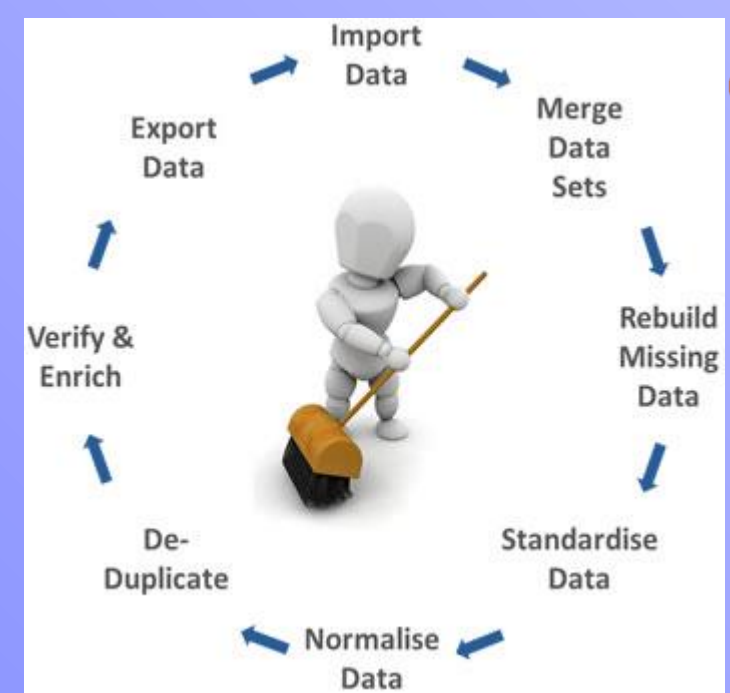 Import
Data
Merge
Data
Sets
Rebuild
Missing
Data
Standardise
Data
Normalise
Data
De-
Duplicate
Verify &
Enrich
Export
Data